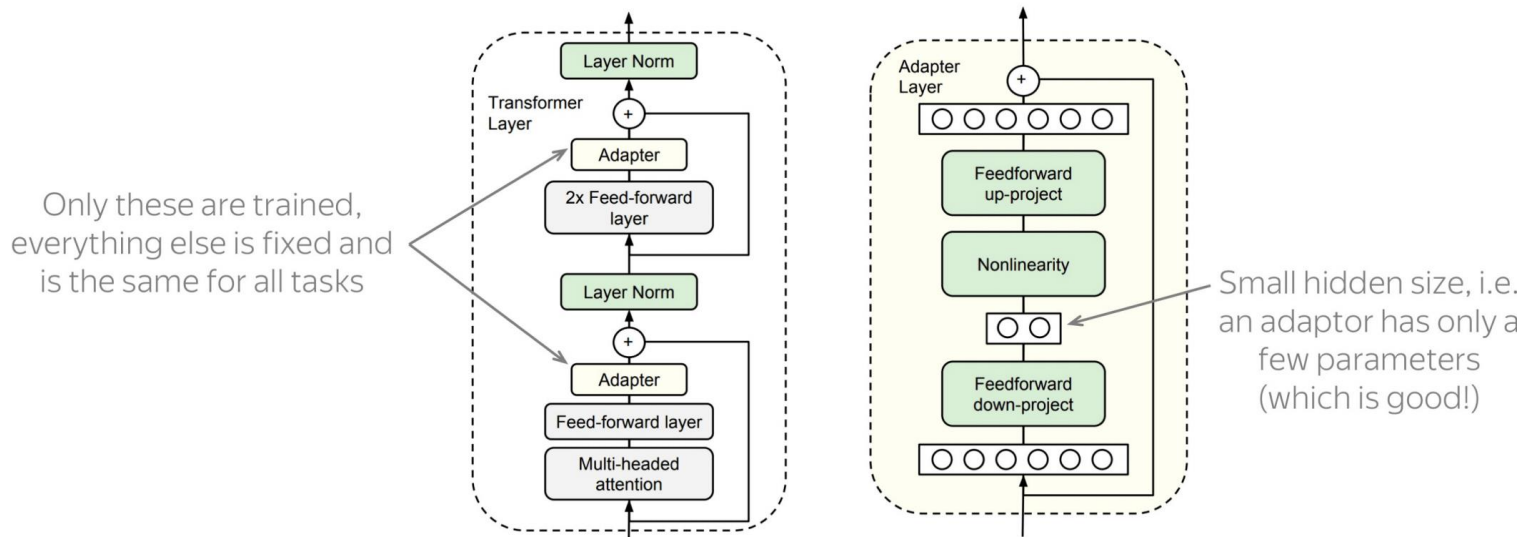 Only these are trained,
everything else is fixed and
is the same for all tasks
Layer Norm
Transformer
Layer
+
Adapter
2x Feed-forward
layer
Layer Norm
+
Adapter
Feed-forward layer
Multi-headed
attention
Adapter
Layer
+
Feedforward
up-project
Nonlinearity
Feedforward
down-project
Small hidden size, i.e.
an adaptor has only a
few parameters
(which is good!)